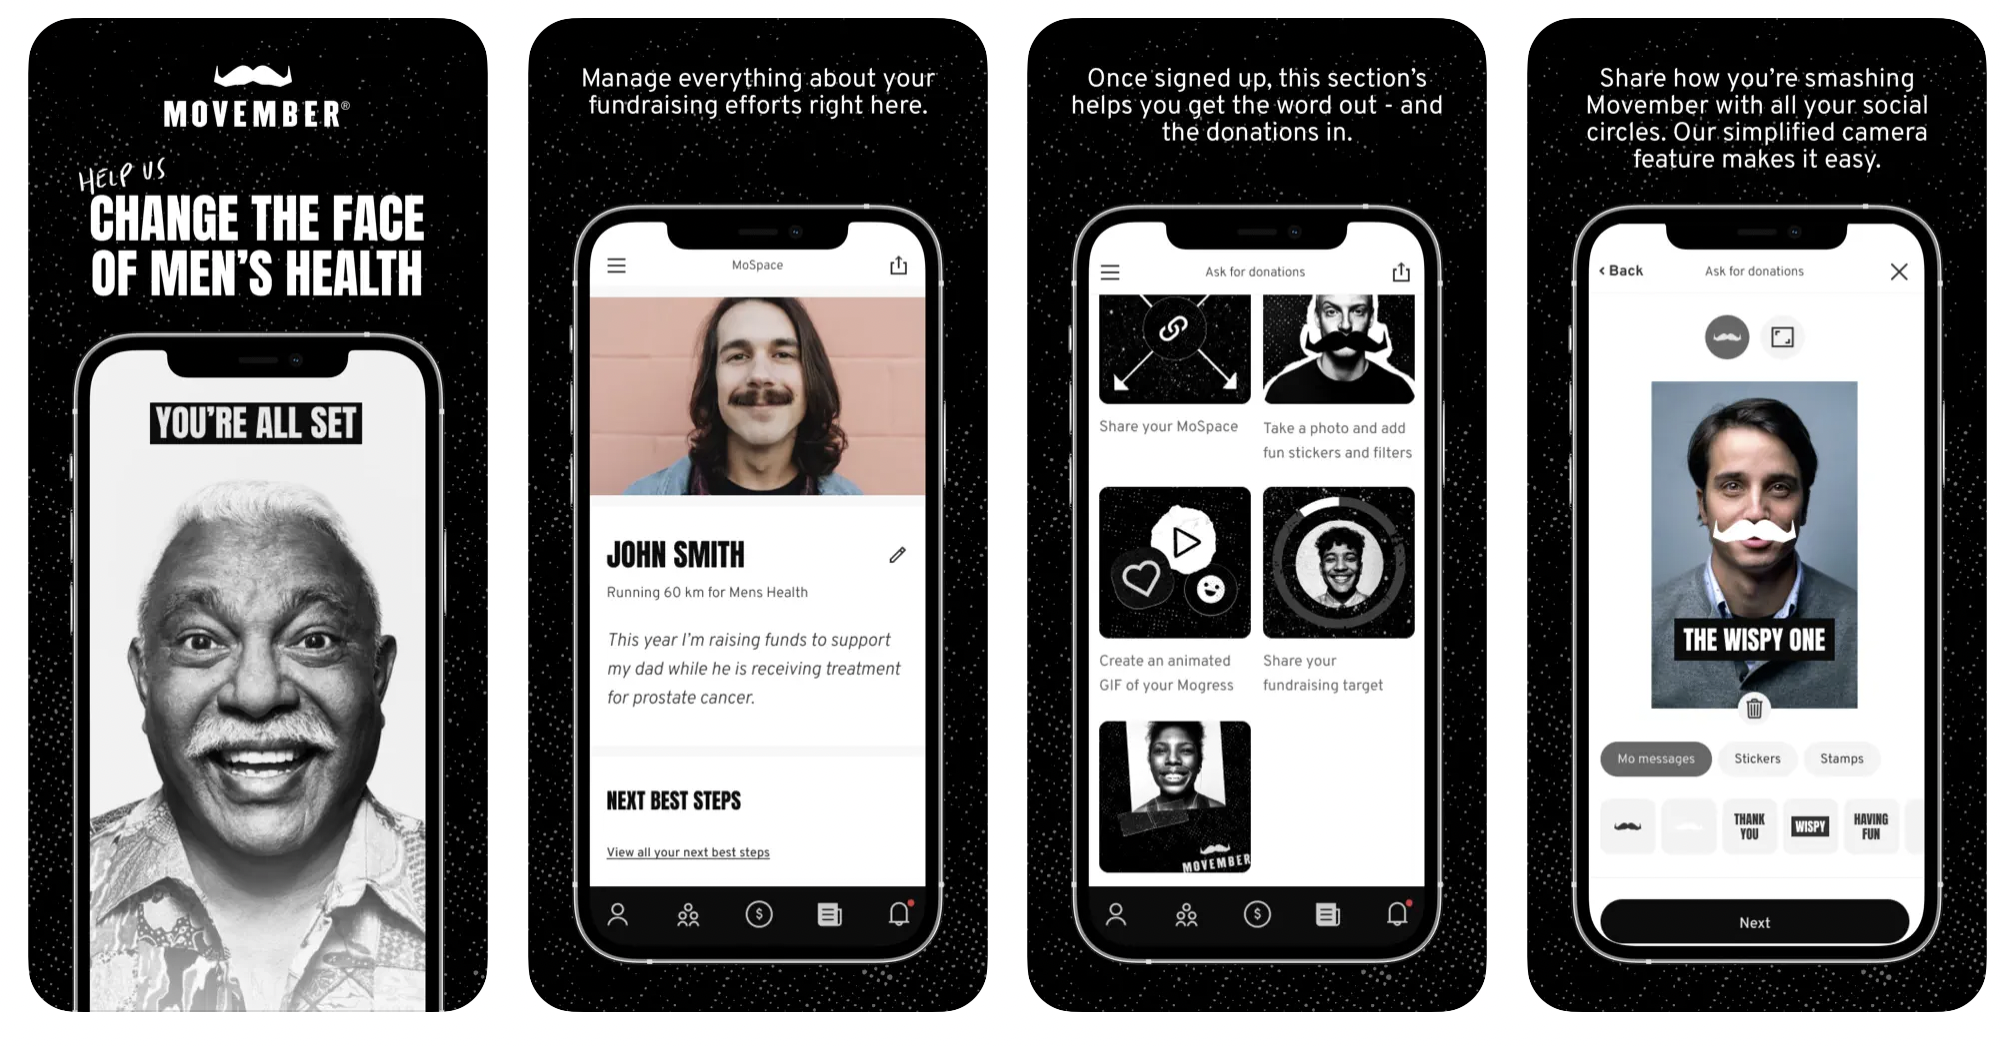 MOVEMBER®
HELP US
CHANGE THE FACE
OF MEN'S HEALTH
YOU'RE ALL SET
Manage everything about your
fundraising efforts right here.
MoSpace
JOHN SMITH
Running 60 km for Mens Health
This year I'm raising funds to support
my dad while he is receiving treatment
for prostate cancer.
NEXT BEST STEPS
View all your next best steps
$
Once signed up, this section's
helps you get the word out - and
the donations in.
Ask for donations
Share your MoSpace
Take a photo and add
fun stickers and filters
Create an animated
GIF of your Mogress
Share your
fundraising target
MOVEMBER
$
Share how you're smashing
Movember with all your social
circles. Our simplified camera
feature makes it easy.
‹ Back
Ask for donations
THE WISPY ONE
Mo messages
Stickers
Stamps
THANK
YOU
WISPY
HAVING
FUN
Next